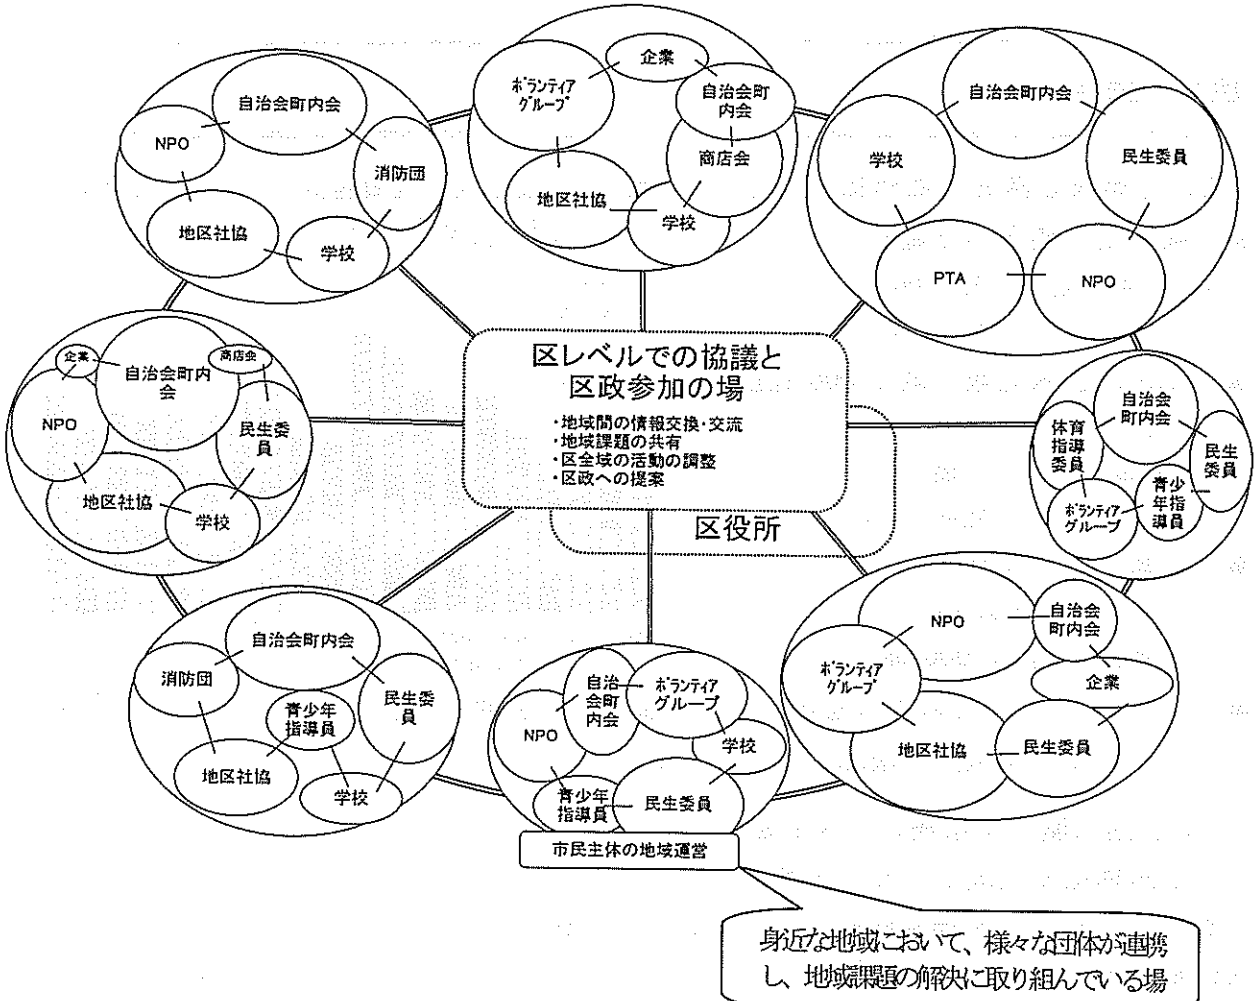 企業
ボランティア
グループ
自治会町
内会
商店会
地区社協
学校
自治会町内会
NPO
消防団
地区社協
学校
自治会町内会
学校
民生委員
PTA
NPO
区レベルでの協議と
区政参加の場
・地域間の情報交換・交流
・地域課題の共有
・区全域の活動の調整
・区政への提案
区役所
企業
商店会
自治会町内
会
NPO
民生委
員
地区社協
学校
自治会
町内会
体育
指導
委員
民生
委員
青少
年指
導員
ボランティア
グループ
自治会町内会
消防団
民生委
員
青少年
指導員
地区社協
学校
自治
会町
内会
ボランティア
グループ
NPO
学校
青少年
指導員
民生委員
NPO
自治会
町内会
ボランティア
グループ
企業
地区社協
民生委員
市民主体の地域運営
身近な地域において、様々な団体が連携
し、地域課題の解決に取り組んでいる場